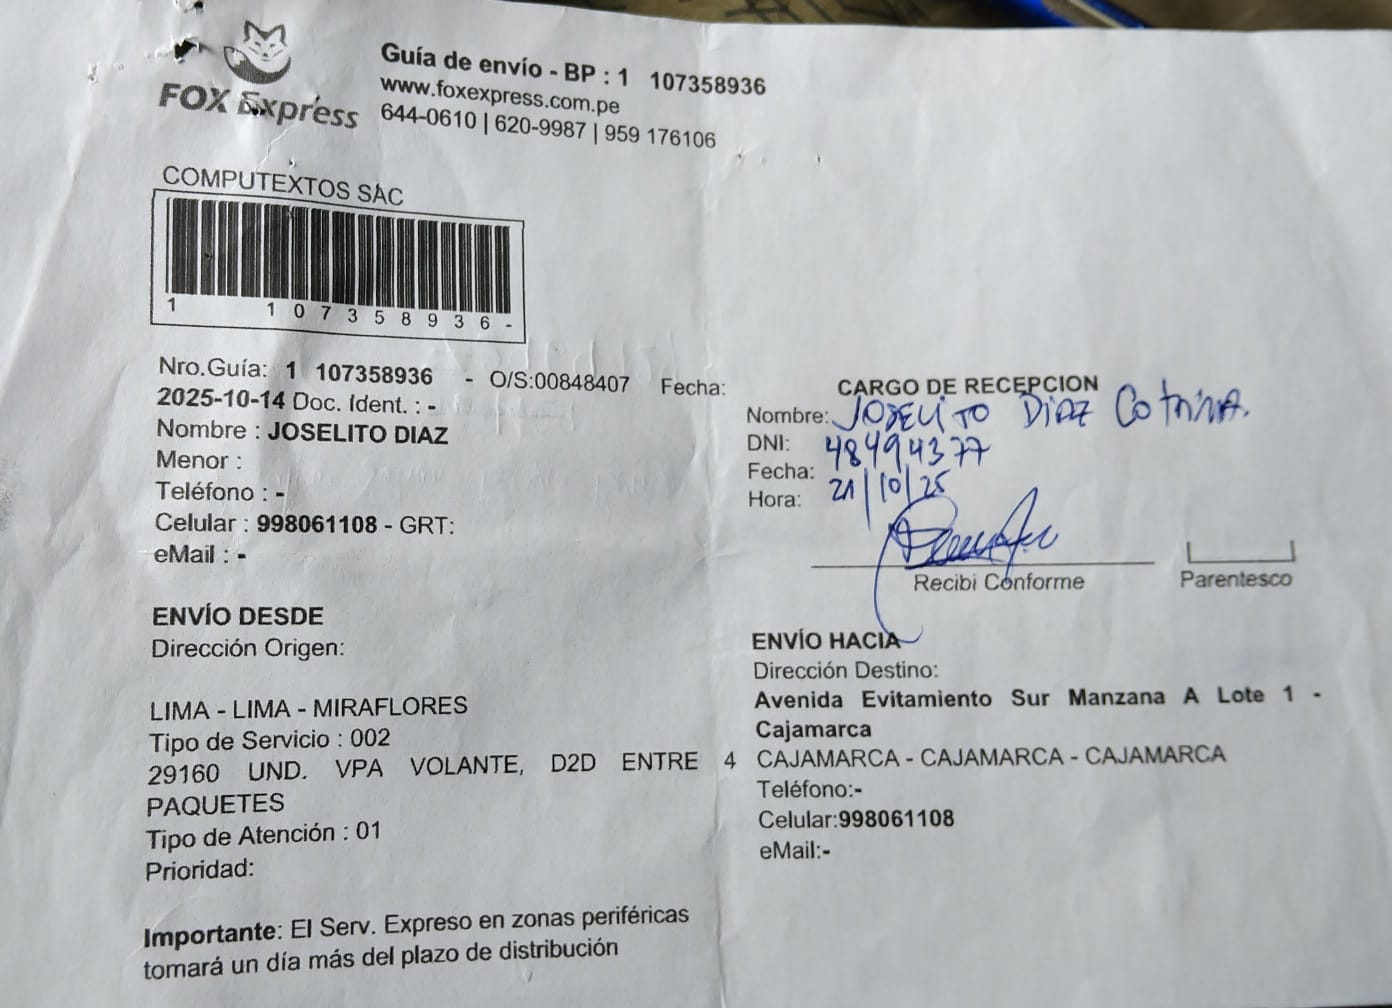 FOX Express
Guía de envío - BP : 1 107358936
www.foxexpress.com.pe
644-0610 | 620-9987 | 959 176106
COMPUTEXTOS SAC
1 107358936-
Nro.Guía: 1 107358936 - O/S:00848407 Fecha:
2025-10-14 Doc. Ident. : -
Nombre : JOSELITO DIAZ
Menor :
Teléfono : -
Celular : 998061108 - GRT:
eMail : -
CARGO DE RECEPCION
Nombre: JOSELITO DIAZ Cotrina.
DNI: 48494377
Fecha: 21/10/25
Hora:
Recibi Conforme
Parentesco
ENVÍO DESDE
Dirección Origen:
LIMA - LIMA - MIRAFLORES
Tipo de Servicio : 002
29160 UND. VPA VOLANTE, D2D ENTRE 4
PAQUETES
Tipo de Atención : 01
Prioridad:
ENVÍO HACIA
Dirección Destino:
Avenida Evitamiento Sur Manzana A Lote 1 -
Cajamarca
CAJAMARCA - CAJAMARCA - CAJAMARCA
Teléfono:-
Celular:998061108
eMail:-
Importante: El Serv. Expreso en zonas periféricas
tomará un día más del plazo de distribución